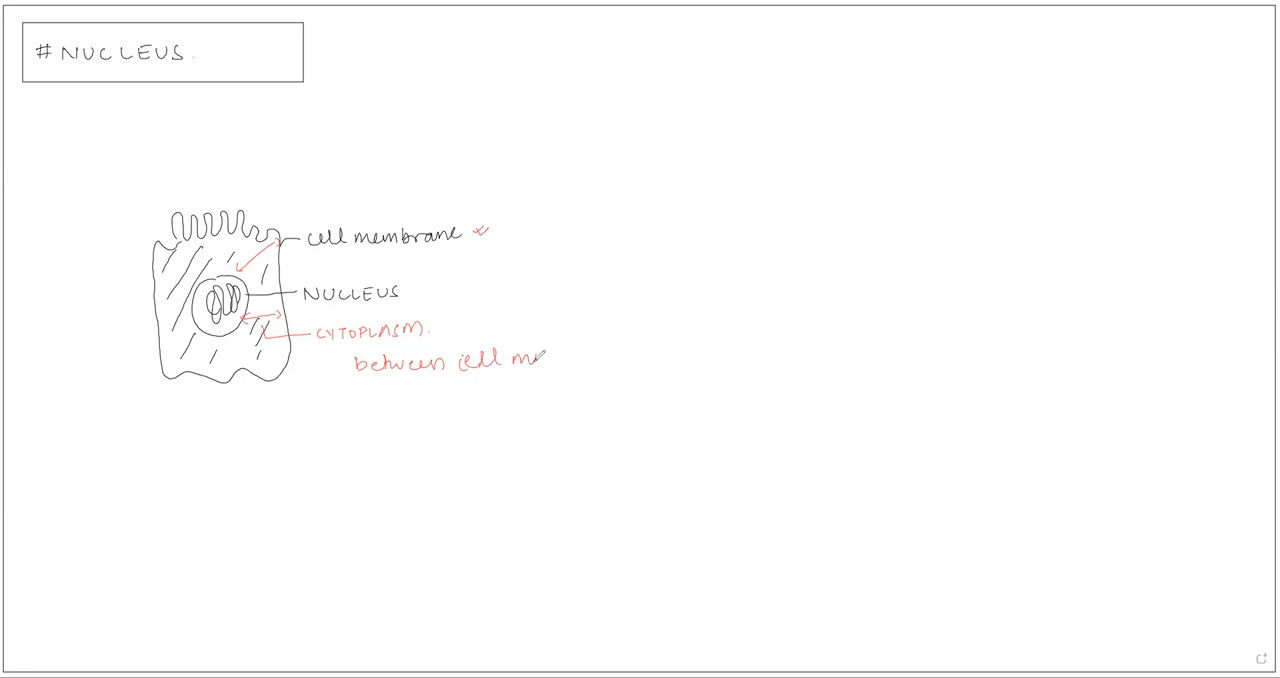 # NUCLEUS.
cell membrane *
NUCLEUS
CYTOPLASM.
between cell m